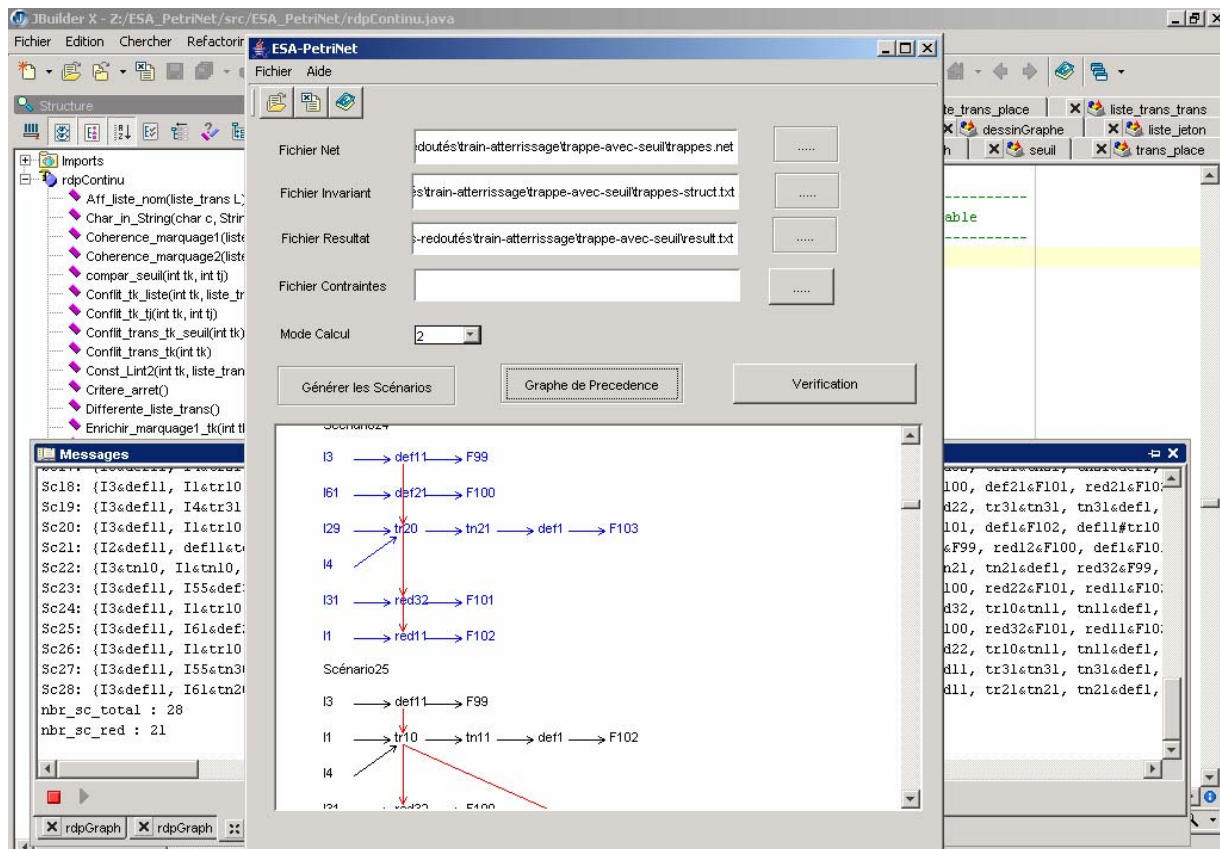 JBuilder X - Z:/ESA_PetriNet/src/ESA_PetriNet/rdpContinu.java
Fichier Edition Chercher Refactorir
ESA-PetriNet
Fichier Aide
Structure
Imports
rdpContinu
Aff_liste_nom(liste_trans L)
Char_in_String(char c, Strin
Coherence_marquage1(liste
Coherence_marquage2(liste
compar_seuil(int tk, int tj)
Conflit_tk_liste(int tk, liste_tr
Conflit_tk_tj(int tk, int tj)
Conflit_trans_tk_seuil(int tk)
Conflit_trans_tk(int tk)
Const_Lint2(int tk, liste_tran
Critere_arret()
Differente_liste_trans()
Enrichir_marquage1_tk(int tl
te_trans_place
liste_trans_trans
dessinGraphe
liste_jeton
h
seuil
trans_place
able
Fichier Net
edoutés\train-atterrissage\trappe-avec-seuil\trappes.net
.....
Fichier Invariant
és\train-atterrissage\trappe-avec-seuil\trappes-struct.txt
.....
Fichier Resultat
s-redoutés\train-atterrissage\trappe-avec-seuil\result.txt
.....
Fichier Contraintes
.....
Mode Calcul
2
Générer les Scénarios
Graphe de Precedence
Verification
Scénario24
I3 def11 F99
I61 def21 F100
I29 tr20 tn21 def1 F103
I4
I31 red32 F101
I1 red11 F102
Scénario25
I3 def11 F99
I1 tr10 tn11 def1 F102
I4
I31 red32 F100
Messages
Sc18: {I3&def11, I1&tr10
Sc19: {I3&def11, I4&tr31
Sc20: {I3&def11, I1&tr10
Sc21: {I2&def11, def11&t
Sc22: {I3&tn10, I1&tn10,
Sc23: {I3&def11, I55&def
Sc24: {I3&def11, I1&tr10
Sc25: {I3&def11, I61&def
Sc26: {I3&def11, I1&tr10
Sc27: {I3&def11, I55&tn3
Sc28: {I3&def11, I61&tn2
nbr_sc_total : 28
nbr_sc_red : 21
100, def21&F101, red21&F10
d22, tr31&tn31, tn31&def1,
101, def1&F102, def11#tr10
&F99, red12&F100, def1&F10
n21, tn21&def1, red32&F99,
100, red22&F101, red11&F10
d32, tr10&tn11, tn11&def1,
100, red32&F101, red11&F10
d22, tr10&tn11, tn11&def1,
d11, tr31&tn31, tn31&def1,
d11, tr21&tn21, tn21&def1,
rdpGraph
rdpGraph